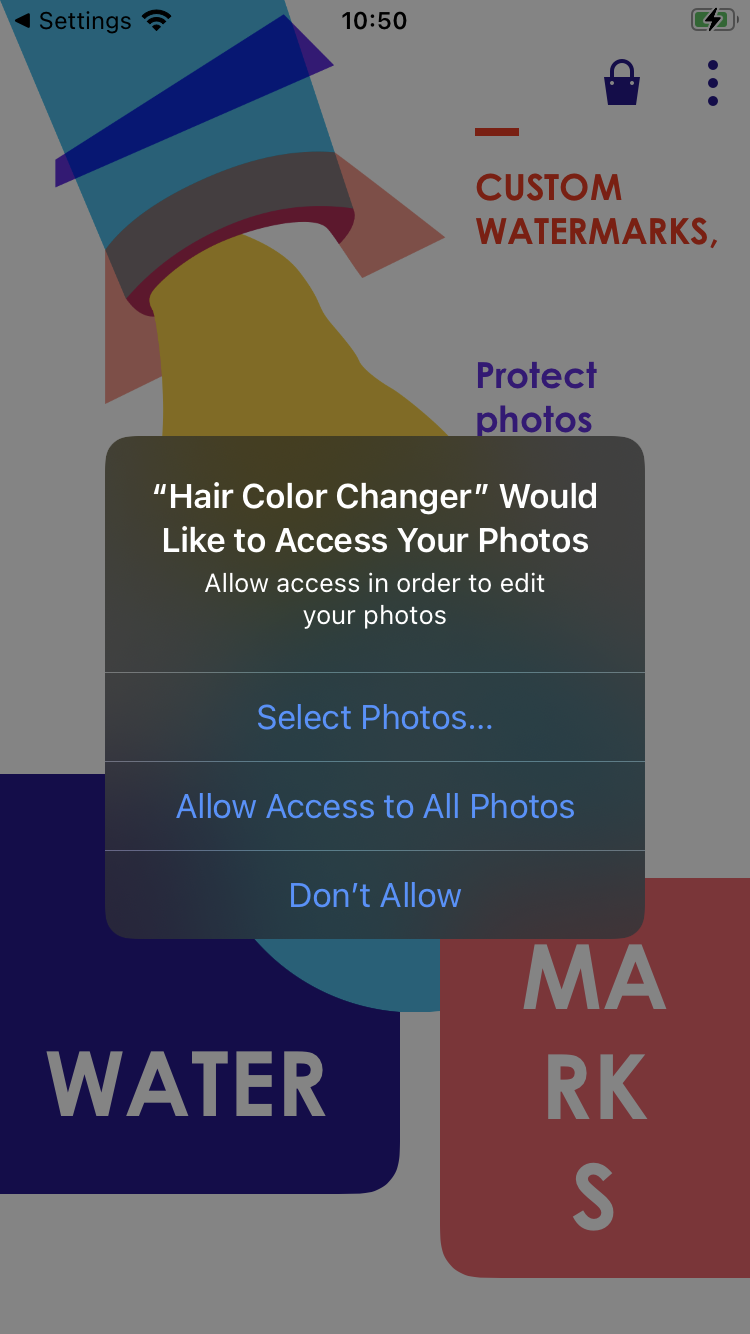 Settings
10:50
CUSTOM
WATERMARKS,
Protect
photos
“Hair Color Changer” Would
Like to Access Your Photos
Allow access in order to edit
your photos
Select Photos...
Allow Access to All Photos
Don’t Allow
WATER
MA
RK
S